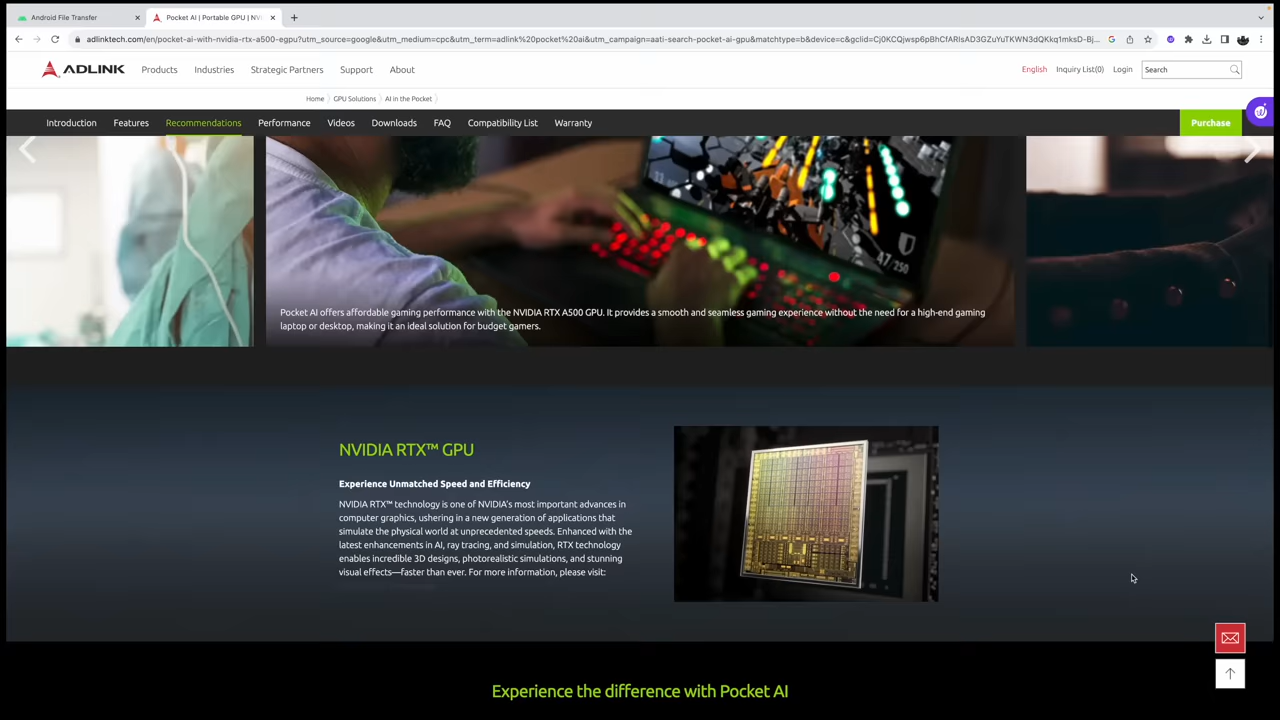 Android File Transfer
Pocket AI | Portable GPU | NVI
adlinktech.com/en/pocket-ai-with-nvidia-rtx-a500-egpu?utm_source=google&utm_medium=cpc&utm_term=adlink%20pocket%20ai&utm_campaign=aati-search-pocket-ai-gpu&matchtype=b&device=c&gclid=Cj0KCQjwsp6pBhCfARIsAD3GZuYuTKWN3dQKkq1mksD-Bj...
ADLINK
Products Industries Strategic Partners Support About
English Inquiry List(0) Login Search
Home GPU Solutions AI in the Pocket
Introduction Features Recommendations Performance Videos Downloads FAQ Compatibility List Warranty Purchase
33
47/250
Pocket AI offers affordable gaming performance with the NVIDIA RTX A500 GPU. It provides a smooth and seamless gaming experience without the need for a high-end gaming
laptop or desktop, making it an ideal solution for budget gamers.
NVIDIA RTX™ GPU
Experience Unmatched Speed and Efficiency
NVIDIA RTX™ technology is one of NVIDIA's most important advances in
computer graphics, ushering in a new generation of applications that
simulate the physical world at unprecedented speeds. Enhanced with the
latest enhancements in AI, ray tracing, and simulation, RTX technology
enables incredible 3D designs, photorealistic simulations, and stunning
visual effects—faster than ever. For more information, please visit:
Experience the difference with Pocket AI